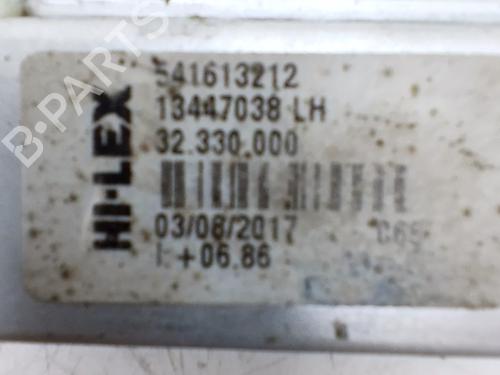 HI-LEX
541613212
13447038 LH
32.330.000
03/08/2017
I: +06.86
B-PARTS